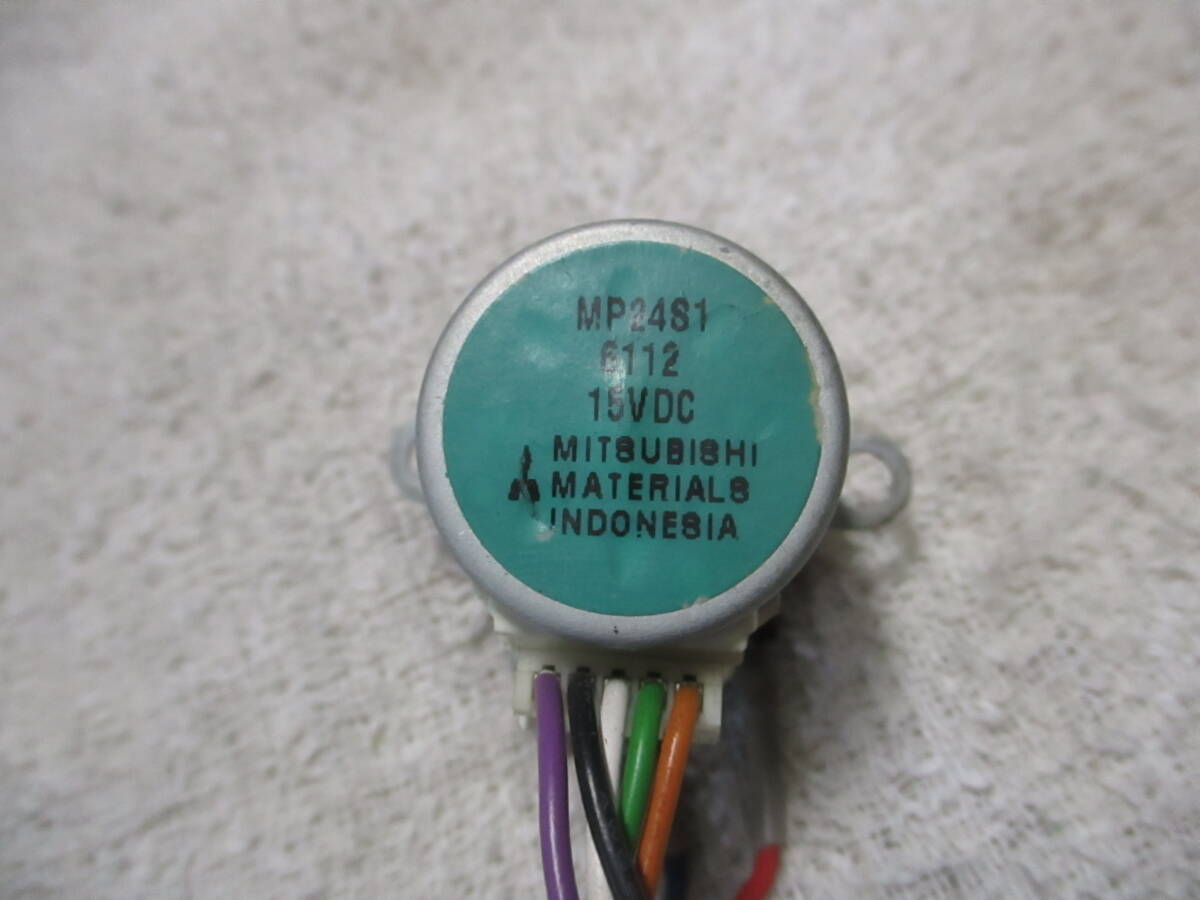 MP24S1
6112
15VDC
MITSUBISHI
MATERIALS
INDONESIA